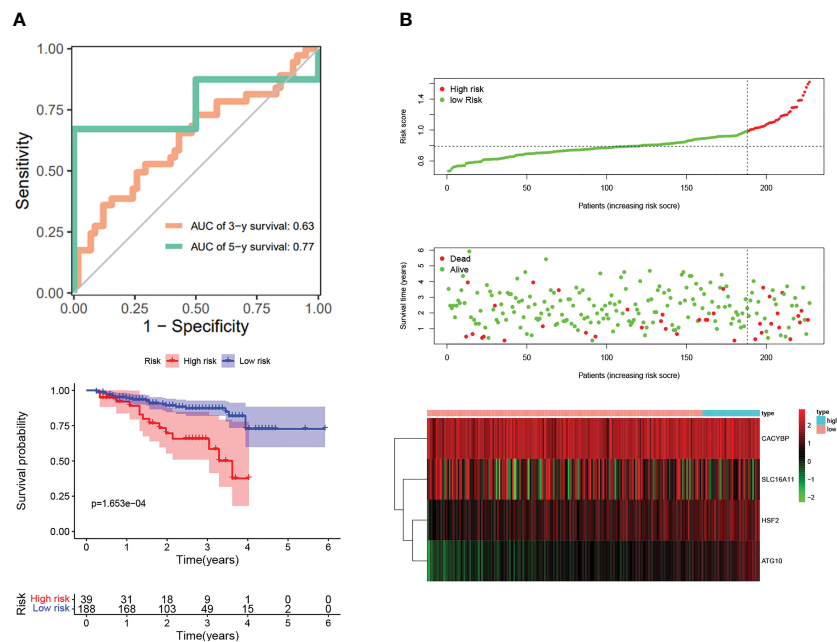 A
1.00
0.75
0.50
0.25
0.00
Sensitivity
AUC of 3-y survival: 0.63
AUC of 5-y survival: 0.77
0.00 0.25 0.50 0.75 1.00
1 − Specificity
Risk High risk Low risk
1.00
0.75
0.50
0.25
0.00
Survival probability
p=1.653e−04
0 1 2 3 4 5 6
Time(years)
Risk
High risk 39 31 18 9 1 0 0
Low risk 188 168 103 49 15 2 0
0 1 2 3 4 5 6
Time(years)
B
High risk
low Risk
1.4
1.0
0.6
Risk score
0 50 100 150 200
Patients (increasing risk socre)
Dead
Alive
6
5
4
3
2
1
Survival time (years)
0 50 100 150 200
Patients (increasing risk socre)
type
CACYBP
SLC16A11
HSF2
ATG10
2
1
0
−1
−2
type
high
low